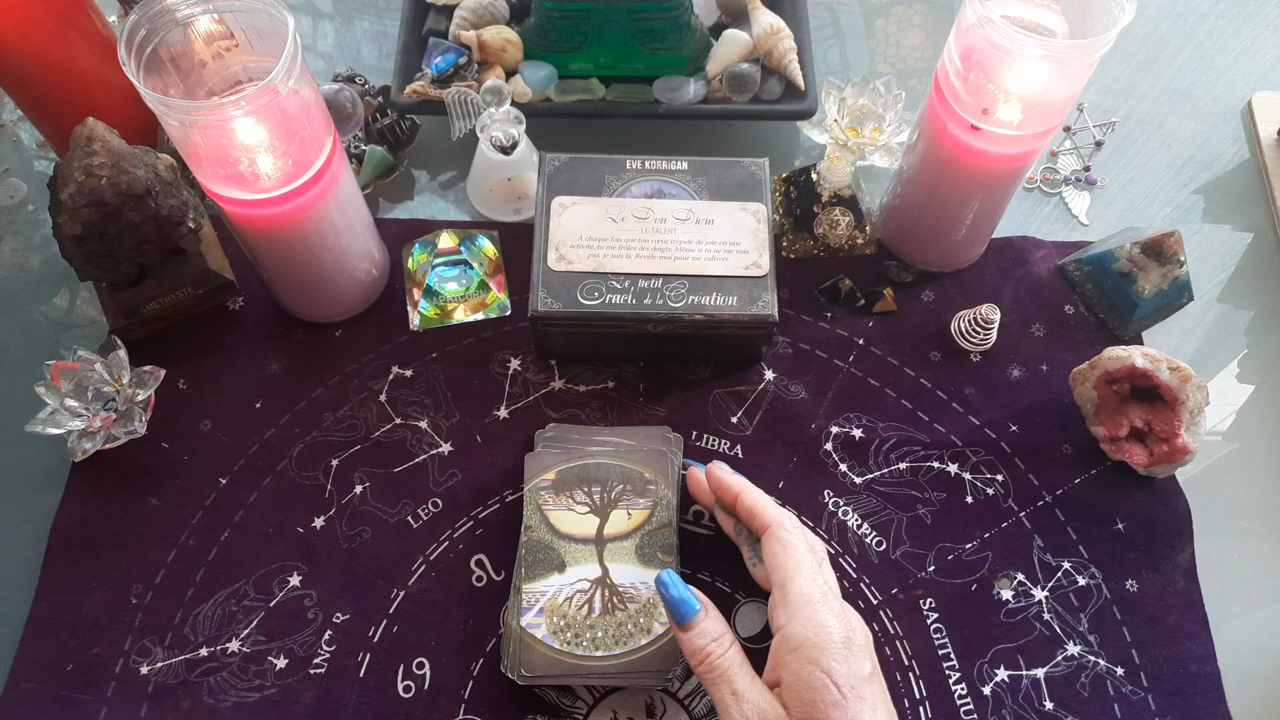 EVE KORRIGAN
Le Don Divin
LE TALENT
À chaque fois que ton cœur trépide de joie en une
activité, tu me frôles des doigts. Même si tu ne me vois
pas, je suis là. Révèle-moi pour me cultiver.
Le petit
Oracle de la Création
AMETHYSTE
CAPRICORN
LIBRA
LEO
SCORPIO
SAGITTARIU